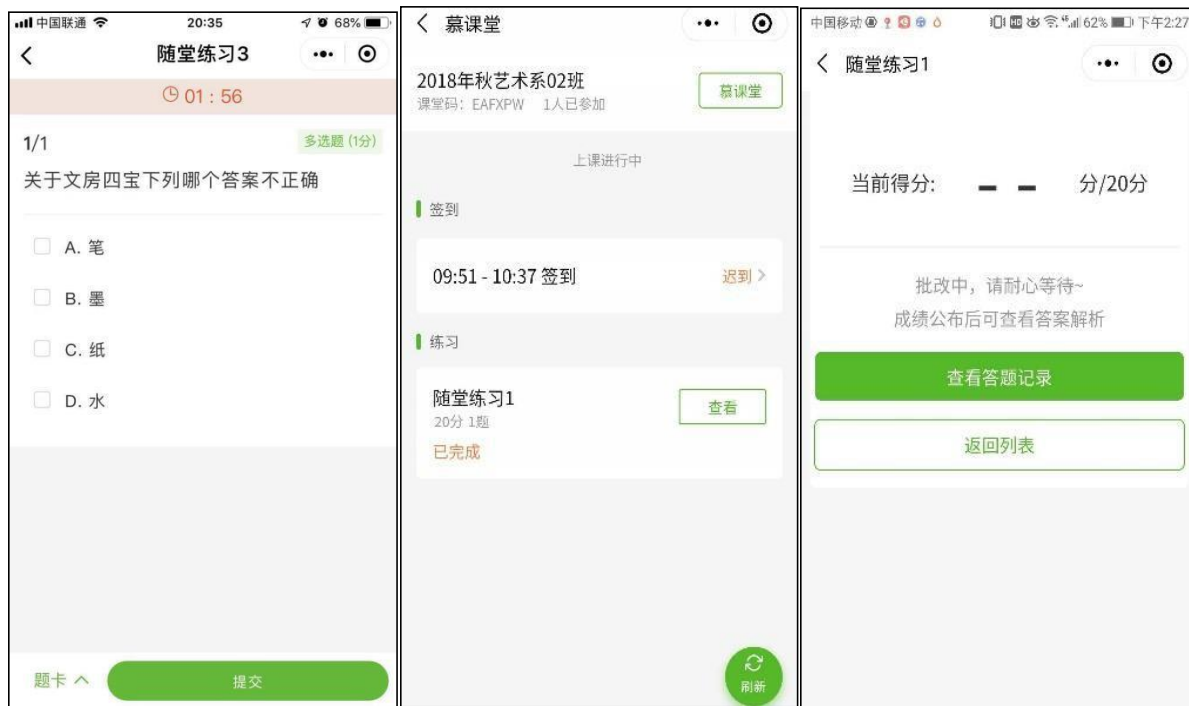 中国联通 20:35 68%
随堂练习3
01 : 56
1/1 多选题 (1分)
关于文房四宝下列哪个答案不正确
A. 笔
B. 墨
C. 纸
D. 水
题卡 提交
慕课堂
2018年秋艺术系02班
慕课堂
课堂码: EAFXPW 1人已参加
上课进行中
签到
09:51 - 10:37 签到 迟到
练习
随堂练习1
查看
20分 1题
已完成
刷新
中国移动 HD 62% 下午2:27
随堂练习1
当前得分: – – 分/20分
批改中，请耐心等待~
成绩公布后可查看答案解析
查看答题记录
返回列表